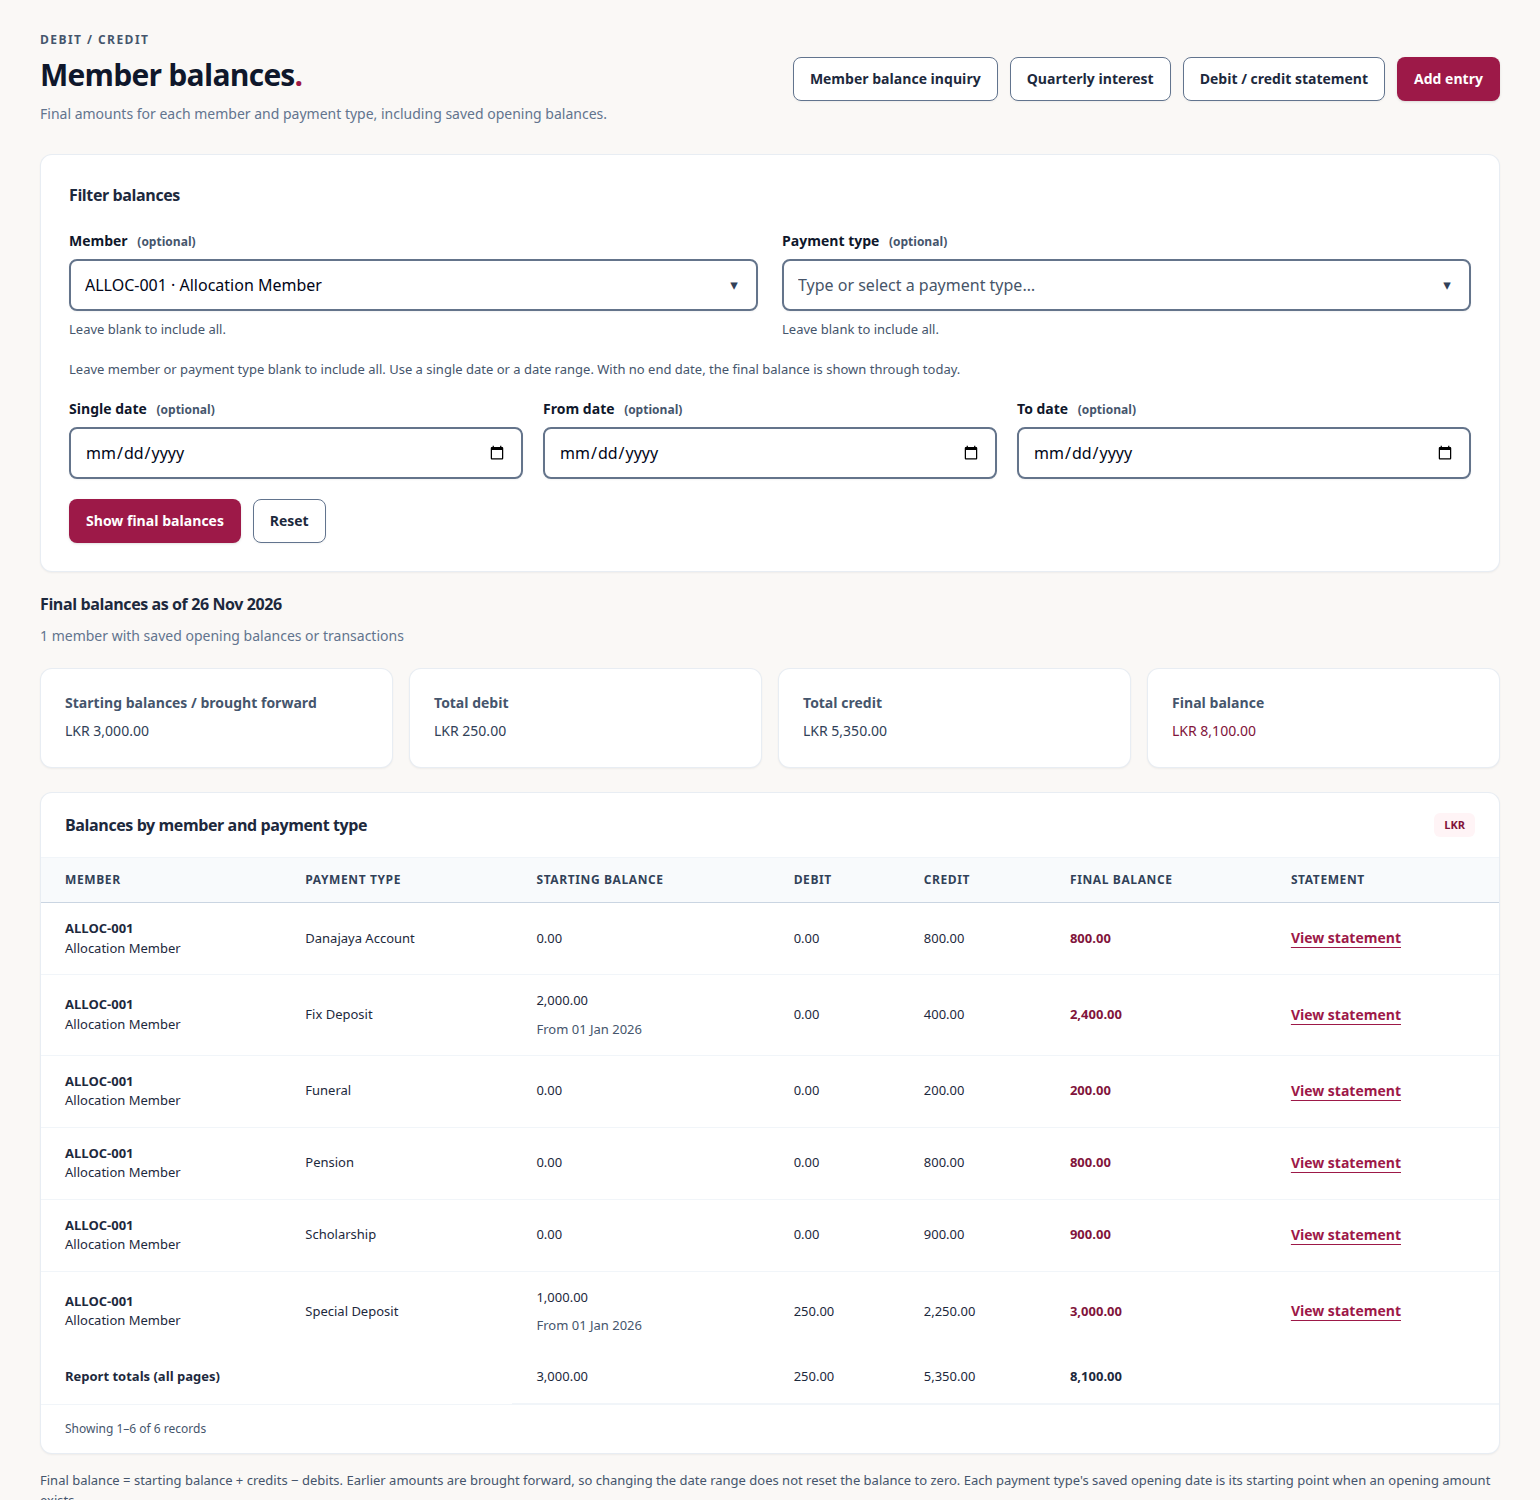 DEBIT / CREDIT
Member balances.
Final amounts for each member and payment type, including saved opening balances.
Member balance inquiry
Quarterly interest
Debit / credit statement
Add entry
Filter balances
Member (optional)
Payment type (optional)
ALLOC-001 · Allocation Member
Type or select a payment type...
Leave blank to include all.
Leave blank to include all.
Leave member or payment type blank to include all. Use a single date or a date range. With no end date, the final balance is shown through today.
Single date (optional)
From date (optional)
To date (optional)
mm/dd/yyyy
mm/dd/yyyy
mm/dd/yyyy
Show final balances
Reset
Final balances as of 26 Nov 2026
1 member with saved opening balances or transactions
Starting balances / brought forward
LKR 3,000.00
Total debit
LKR 250.00
Total credit
LKR 5,350.00
Final balance
LKR 8,100.00
Balances by member and payment type
LKR
MEMBER PAYMENT TYPE STARTING BALANCE DEBIT CREDIT FINAL BALANCE STATEMENT
ALLOC-001
Allocation Member
Danajaya Account 0.00 0.00 800.00 800.00 View statement
ALLOC-001
Allocation Member
Fix Deposit
2,000.00
From 01 Jan 2026
0.00 400.00 2,400.00 View statement
ALLOC-001
Allocation Member
Funeral 0.00 0.00 200.00 200.00 View statement
ALLOC-001
Allocation Member
Pension 0.00 0.00 800.00 800.00 View statement
ALLOC-001
Allocation Member
Scholarship 0.00 0.00 900.00 900.00 View statement
ALLOC-001
Allocation Member
Special Deposit
1,000.00
From 01 Jan 2026
250.00 2,250.00 3,000.00 View statement
Report totals (all pages) 3,000.00 250.00 5,350.00 8,100.00
Showing 1–6 of 6 records
Final balance = starting balance + credits − debits. Earlier amounts are brought forward, so changing the date range does not reset the balance to zero. Each payment type's saved opening date is its starting point when an opening amount